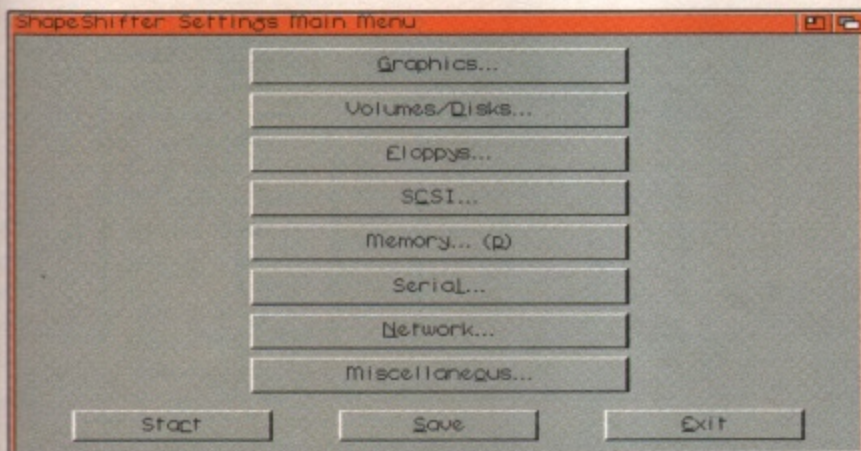 ShapeShifter Settings Main Menu
Graphics...
Volumes/Disks...
Floppys...
SCSI...
Memory... (p)
Serial...
Network...
Miscellaneous...
Start Save Exit